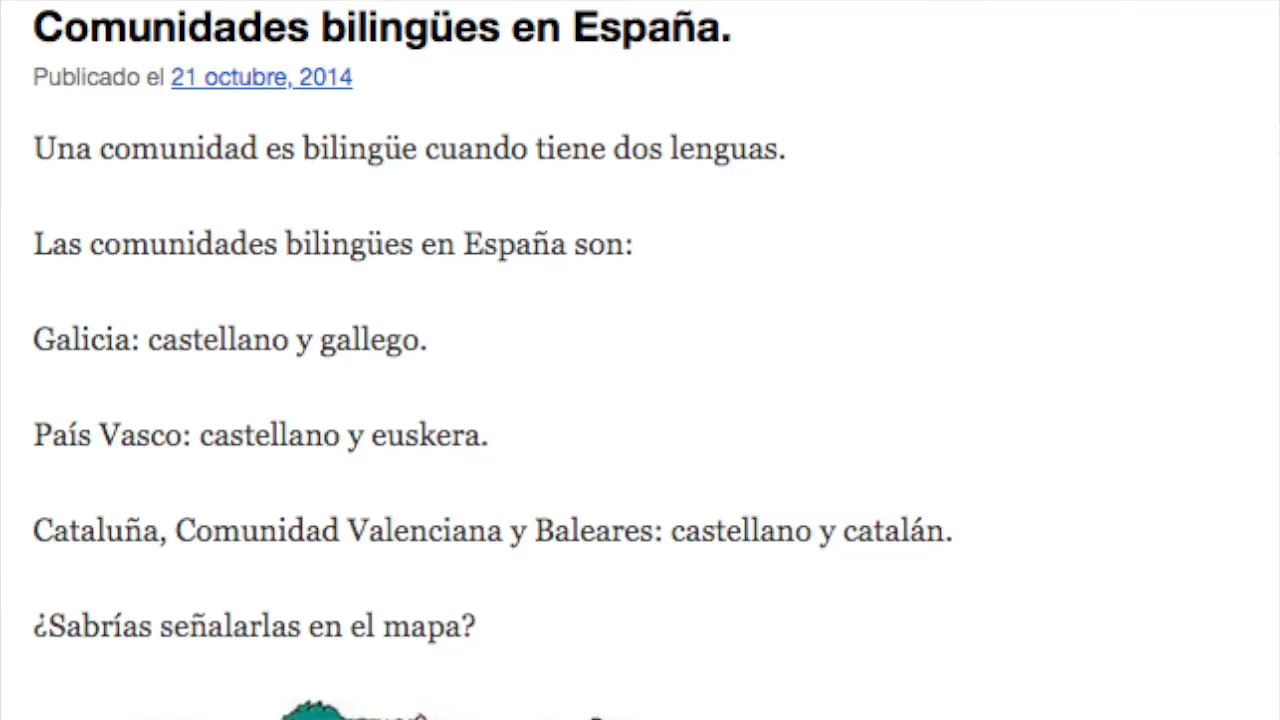 Comunidades bilingües en España.
Publicado el 21 octubre, 2014
Una comunidad es bilingüe cuando tiene dos lenguas.
Las comunidades bilingües en España son:
Galicia: castellano y gallego.
País Vasco: castellano y euskera.
Cataluña, Comunidad Valenciana y Baleares: castellano y catalán.
¿Sabrías señalarlas en el mapa?